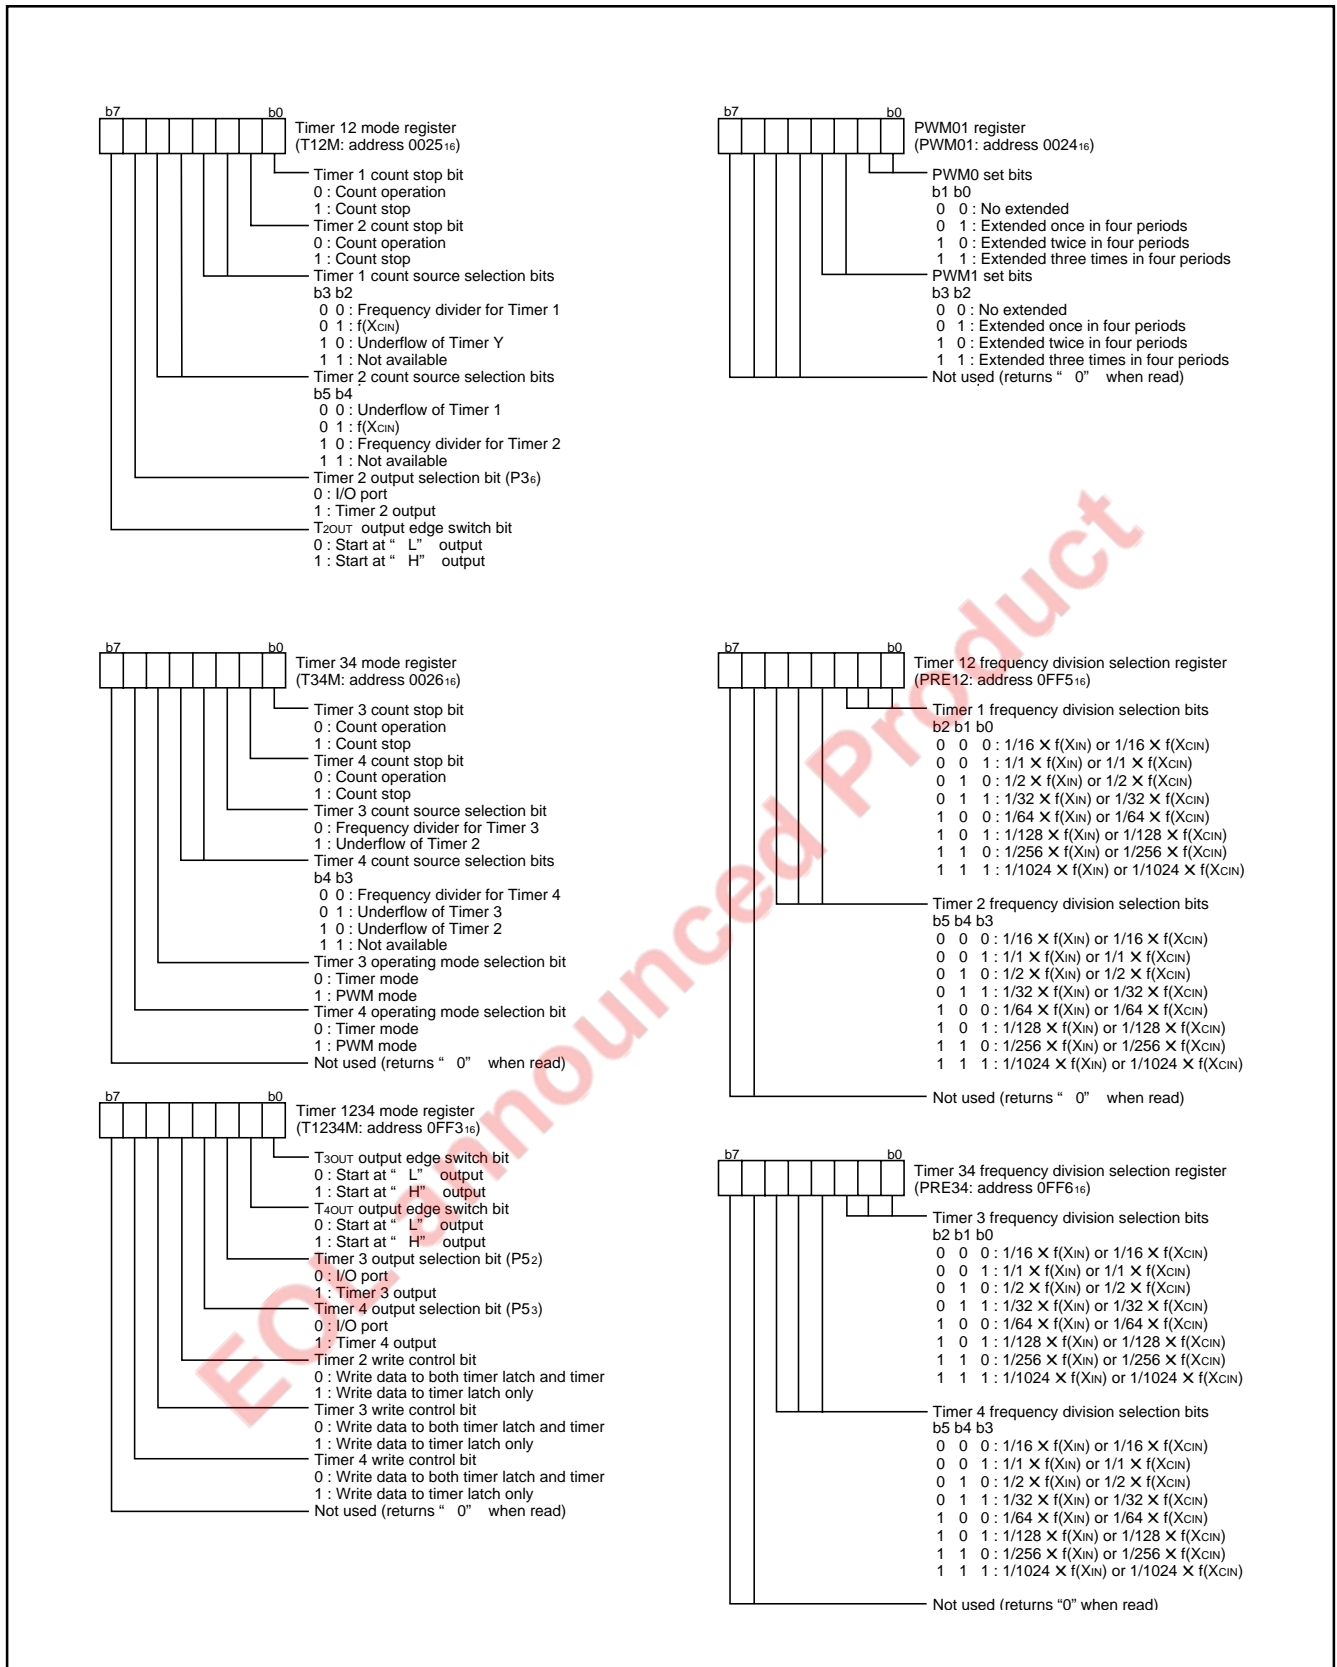 b7 b0
Timer 12 mode register
(T12M: address 002516)
Timer 1 count stop bit
0 : Count operation
1 : Count stop
Timer 2 count stop bit
0 : Count operation
1 : Count stop
Timer 1 count source selection bits
b3 b2
0 0 : Frequency divider for Timer 1
0 1 : f(XCIN)
1 0 : Underflow of Timer Y
1 1 : Not available
Timer 2 count source selection bits
b5 b4
0 0 : Underflow of Timer 1
0 1 : f(XCIN)
1 0 : Frequency divider for Timer 2
1 1 : Not available
Timer 2 output selection bit (P36)
0 : I/O port
1 : Timer 2 output
T2OUT output edge switch bit
0 : Start at “ L” output
1 : Start at “ H” output
b7 b0
Timer 34 mode register
(T34M: address 002616)
Timer 3 count stop bit
0 : Count operation
1 : Count stop
Timer 4 count stop bit
0 : Count operation
1 : Count stop
Timer 3 count source selection bit
0 : Frequency divider for Timer 3
1 : Underflow of Timer 2
Timer 4 count source selection bits
b4 b3
0 0 : Frequency divider for Timer 4
0 1 : Underflow of Timer 3
1 0 : Underflow of Timer 2
1 1 : Not available
Timer 3 operating mode selection bit
0 : Timer mode
1 : PWM mode
Timer 4 operating mode selection bit
0 : Timer mode
1 : PWM mode
Not used (returns “ 0” when read)
b7 b0
Timer 1234 mode register
(T1234M: address 0FF316)
T3OUT output edge switch bit
0 : Start at “ L” output
1 : Start at “ H” output
T4OUT output edge switch bit
0 : Start at “ L” output
1 : Start at “ H” output
Timer 3 output selection bit (P52)
0 : I/O port
1 : Timer 3 output
Timer 4 output selection bit (P53)
0 : I/O port
1 : Timer 4 output
Timer 2 write control bit
0 : Write data to both timer latch and timer
1 : Write data to timer latch only
Timer 3 write control bit
0 : Write data to both timer latch and timer
1 : Write data to timer latch only
Timer 4 write control bit
0 : Write data to both timer latch and timer
1 : Write data to timer latch only
Not used (returns “ 0” when read)
b7 b0
PWM01 register
(PWM01: address 002416)
PWM0 set bits
b1 b0
0 0 : No extended
0 1 : Extended once in four periods
1 0 : Extended twice in four periods
1 1 : Extended three times in four periods
PWM1 set bits
b3 b2
0 0 : No extended
0 1 : Extended once in four periods
1 0 : Extended twice in four periods
1 1 : Extended three times in four periods
Not used (returns “ 0” when read)
b7 b0
Timer 12 frequency division selection register
(PRE12: address 0FF516)
Timer 1 frequency division selection bits
b2 b1 b0
0 0 0 : 1/16 ✕ f(XIN) or 1/16 ✕ f(XCIN)
0 0 1 : 1/1 ✕ f(XIN) or 1/1 ✕ f(XCIN)
0 1 0 : 1/2 ✕ f(XIN) or 1/2 ✕ f(XCIN)
0 1 1 : 1/32 ✕ f(XIN) or 1/32 ✕ f(XCIN)
1 0 0 : 1/64 ✕ f(XIN) or 1/64 ✕ f(XCIN)
1 0 1 : 1/128 ✕ f(XIN) or 1/128 ✕ f(XCIN)
1 1 0 : 1/256 ✕ f(XIN) or 1/256 ✕ f(XCIN)
1 1 1 : 1/1024 ✕ f(XIN) or 1/1024 ✕ f(XCIN)
Timer 2 frequency division selection bits
b5 b4 b3
0 0 0 : 1/16 ✕ f(XIN) or 1/16 ✕ f(XCIN)
0 0 1 : 1/1 ✕ f(XIN) or 1/1 ✕ f(XCIN)
0 1 0 : 1/2 ✕ f(XIN) or 1/2 ✕ f(XCIN)
0 1 1 : 1/32 ✕ f(XIN) or 1/32 ✕ f(XCIN)
1 0 0 : 1/64 ✕ f(XIN) or 1/64 ✕ f(XCIN)
1 0 1 : 1/128 ✕ f(XIN) or 1/128 ✕ f(XCIN)
1 1 0 : 1/256 ✕ f(XIN) or 1/256 ✕ f(XCIN)
1 1 1 : 1/1024 ✕ f(XIN) or 1/1024 ✕ f(XCIN)
Not used (returns “ 0” when read)
b7 b0
Timer 34 frequency division selection register
(PRE34: address 0FF616)
Timer 3 frequency division selection bits
b2 b1 b0
0 0 0 : 1/16 ✕ f(XIN) or 1/16 ✕ f(XCIN)
0 0 1 : 1/1 ✕ f(XIN) or 1/1 ✕ f(XCIN)
0 1 0 : 1/2 ✕ f(XIN) or 1/2 ✕ f(XCIN)
0 1 1 : 1/32 ✕ f(XIN) or 1/32 ✕ f(XCIN)
1 0 0 : 1/64 ✕ f(XIN) or 1/64 ✕ f(XCIN)
1 0 1 : 1/128 ✕ f(XIN) or 1/128 ✕ f(XCIN)
1 1 0 : 1/256 ✕ f(XIN) or 1/256 ✕ f(XCIN)
1 1 1 : 1/1024 ✕ f(XIN) or 1/1024 ✕ f(XCIN)
Timer 4 frequency division selection bits
b5 b4 b3
0 0 0 : 1/16 ✕ f(XIN) or 1/16 ✕ f(XCIN)
0 0 1 : 1/1 ✕ f(XIN) or 1/1 ✕ f(XCIN)
0 1 0 : 1/2 ✕ f(XIN) or 1/2 ✕ f(XCIN)
0 1 1 : 1/32 ✕ f(XIN) or 1/32 ✕ f(XCIN)
1 0 0 : 1/64 ✕ f(XIN) or 1/64 ✕ f(XCIN)
1 0 1 : 1/128 ✕ f(XIN) or 1/128 ✕ f(XCIN)
1 1 0 : 1/256 ✕ f(XIN) or 1/256 ✕ f(XCIN)
1 1 1 : 1/1024 ✕ f(XIN) or 1/1024 ✕ f(XCIN)
Not used (returns “0” when read)
EOL announced Product